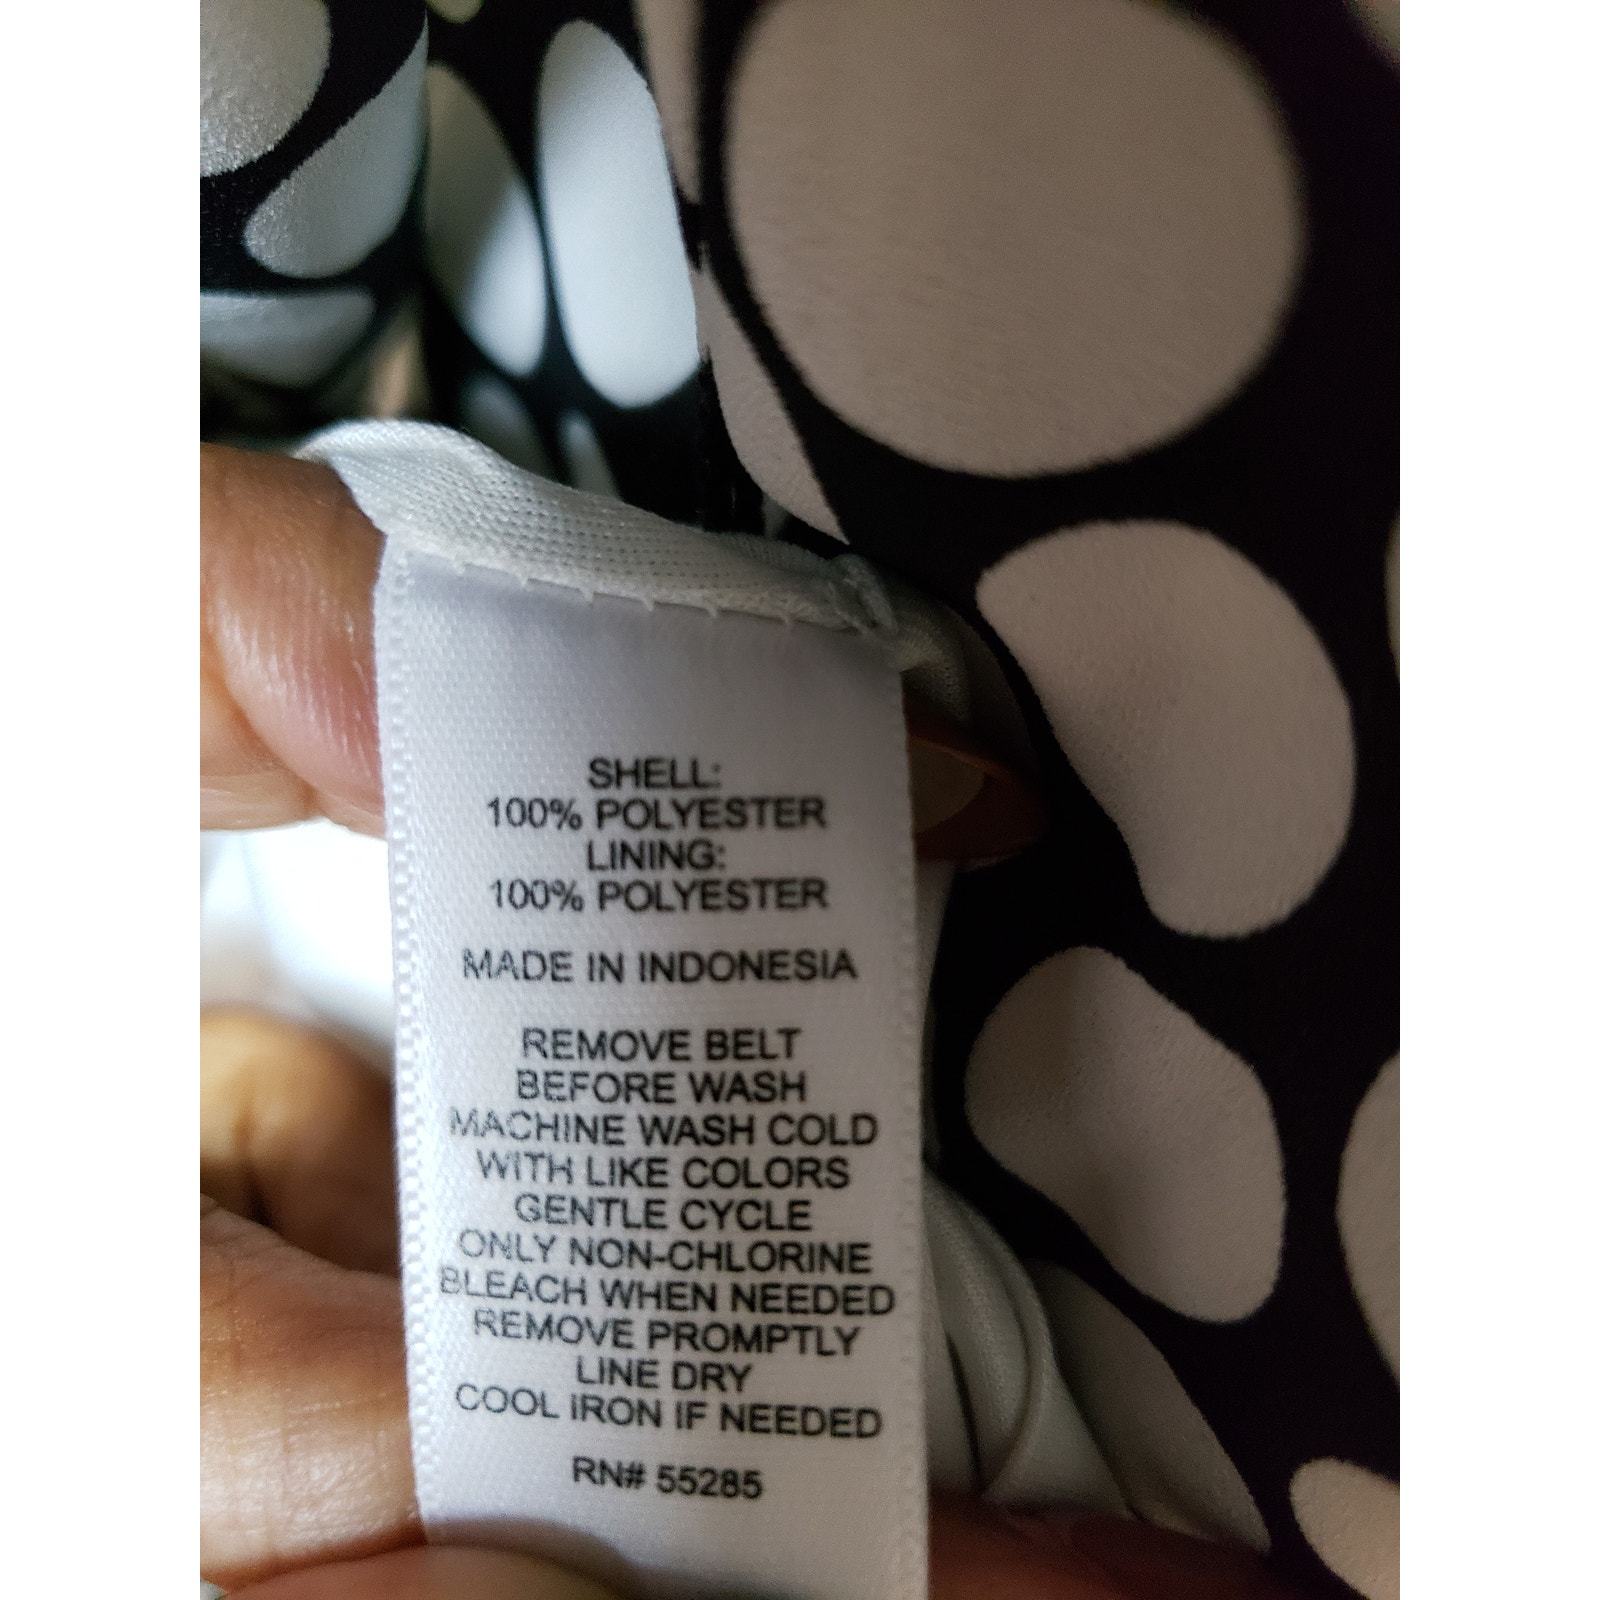 SHELL:
100% POLYESTER
LINING:
100% POLYESTER
MADE IN INDONESIA
REMOVE BELT
BEFORE WASH
MACHINE WASH COLD
WITH LIKE COLORS
GENTLE CYCLE
ONLY NON-CHLORINE
BLEACH WHEN NEEDED
REMOVE PROMPTLY
LINE DRY
COOL IRON IF NEEDED
RN# 55285